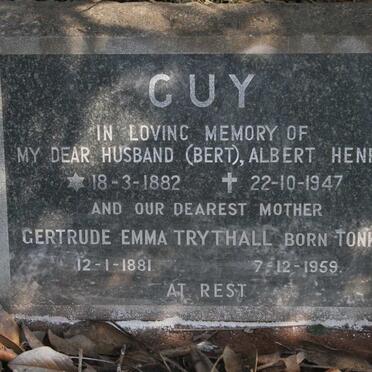 GUY
IN LOVING MEMORY OF
MY DEAR HUSBAND (BERT), ALBERT HENR
18-3-1882 22-10-1947
AND OUR DEAREST MOTHER
GERTRUDE EMMA TRYTHALL BORN TONK
12-1-1881 7-12-1959.
AT REST